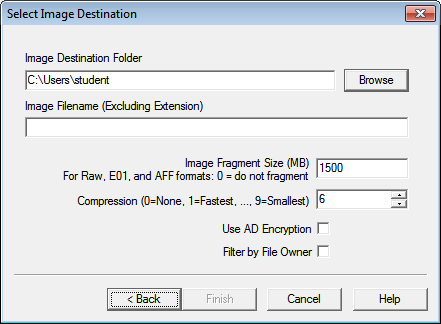 Select Image Destination
Image Destination Folder
C:\Users\student
Browse
Image Filename (Excluding Extension)
Image Fragment Size (MB)
1500
For Raw, E01, and AFF formats: 0 = do not fragment
Compression (0=None, 1=Fastest, ..., 9=Smallest)
6
Use AD Encryption
Filter by File Owner
< Back
Finish
Cancel
Help